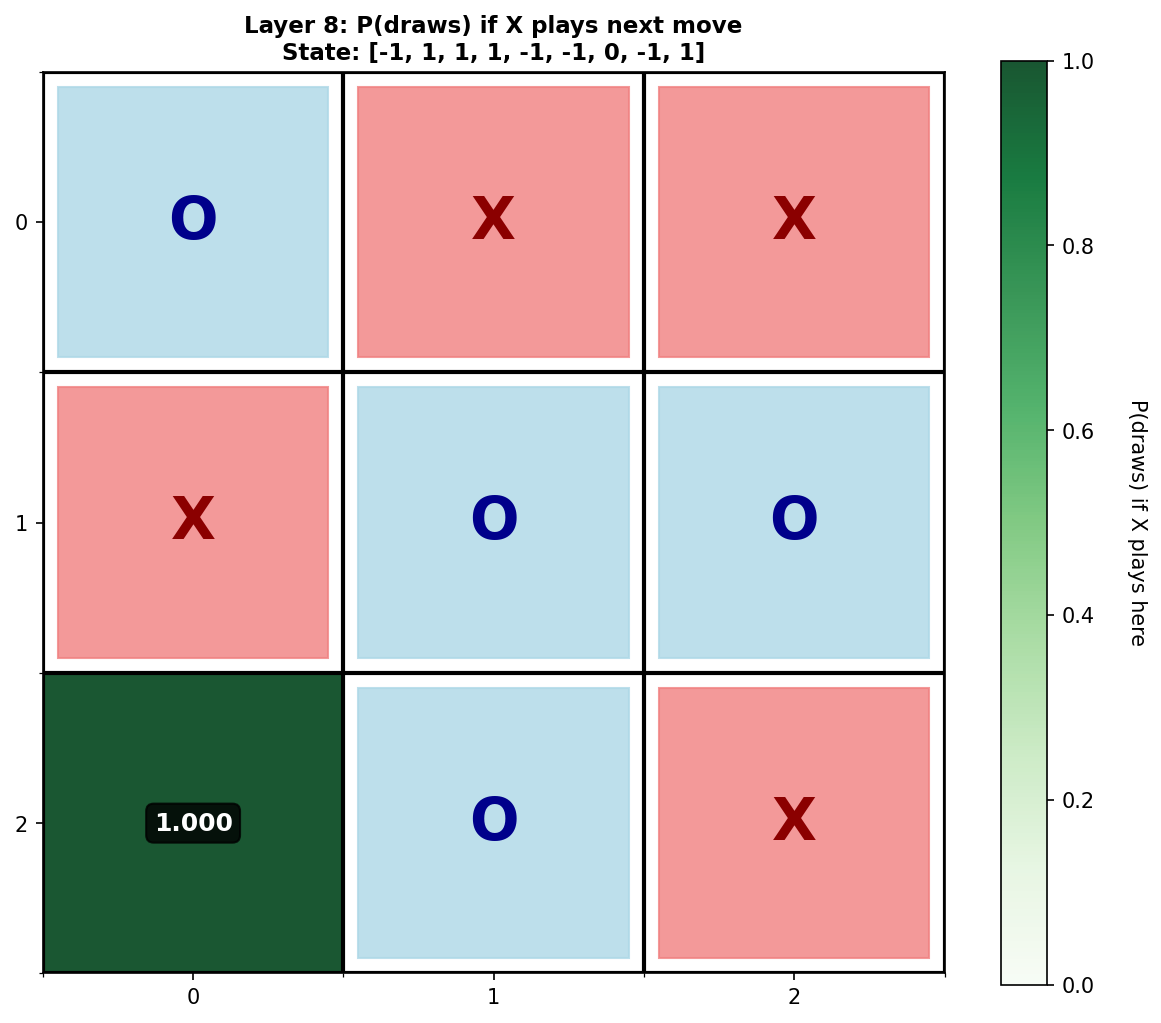 Layer 8: P(draws) if X plays next move
State: [-1, 1, 1, 1, -1, -1, 0, -1, 1]
0
O
X
X
1
X
O
O
2
1.000
O
X
0
1
2
1.0
0.8
0.6
0.4
0.2
0.0
P(draws) if X plays here